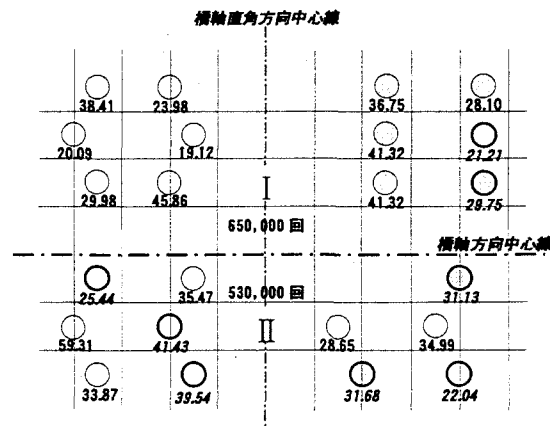 橋軸直角方向中心線
38.41 23.98 36.75 28.10
20.09 19.12 41.32 21.21
29.98 45.86 I 41.32 29.75
650,000 回
橋軸方向中心線
25.44 35.47 530,000 回 31.13
59.31 41.43 II 28.65 34.99
33.87 39.54 31.68 22.04